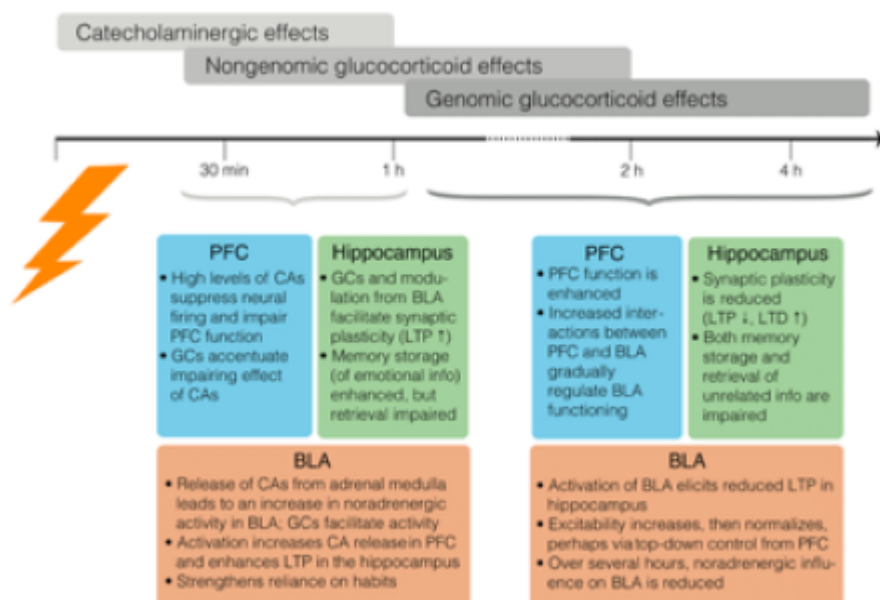 Catecholaminergic effects
Nongenomic glucocorticoid effects
Genomic glucocorticoid effects
30 min
1 h
2 h
4 h
PFC
• High levels of CAs
suppress neural
firing and impair
PFC function
• GCs accentuate
impairing effect
of CAs
Hippocampus
• GCs and modu-
lation from BLA
facilitate synaptic
plasticity (LTP ↑)
• Memory storage
(of emotional info)
enhanced, but
retrieval impaired
BLA
• Release of CAs from adrenal medulla
leads to an increase in noradrenergic
activity in BLA; GCs facilitate activity
• Activation increases CA release in PFC
and enhances LTP in the hippocampus
• Strengthens reliance on habits
PFC
• PFC function is
enhanced
• Increased inter-
actions between
PFC and BLA
gradually
regulate BLA
functioning
Hippocampus
• Synaptic plasticity
is reduced
(LTP ↓, LTD ↑)
• Both memory
storage and
retrieval of
unrelated info are
impaired
BLA
• Activation of BLA elicits reduced LTP in
hippocampus
• Excitability increases, then normalizes,
perhaps via top-down control from PFC
• Over several hours, noradrenergic influ-
ence on BLA is reduced